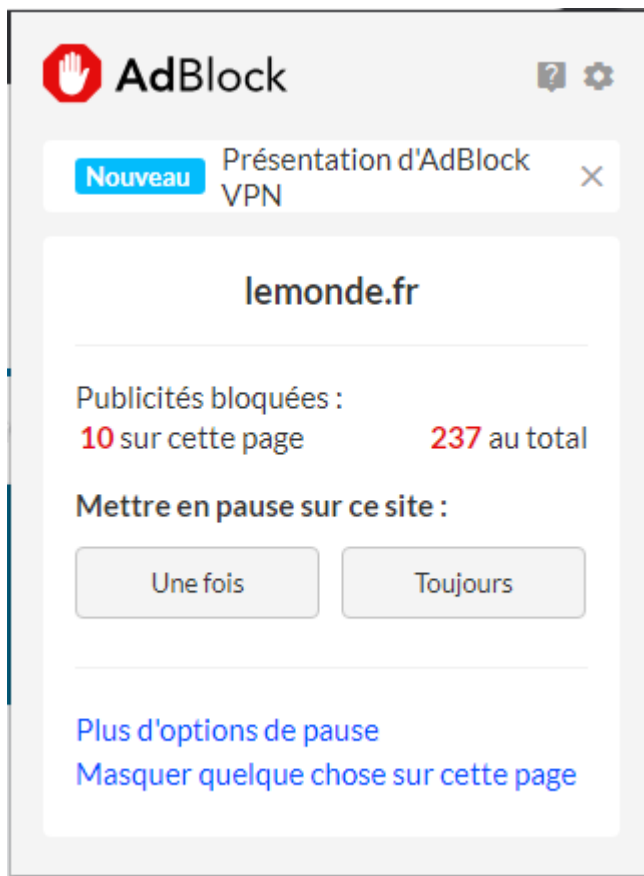 AdBlock
Nouveau Présentation d'AdBlock
VPN
lemonde.fr
Publicités bloquées :
10 sur cette page 237 au total
Mettre en pause sur ce site :
Une fois Toujours
Plus d'options de pause
Masquer quelque chose sur cette page